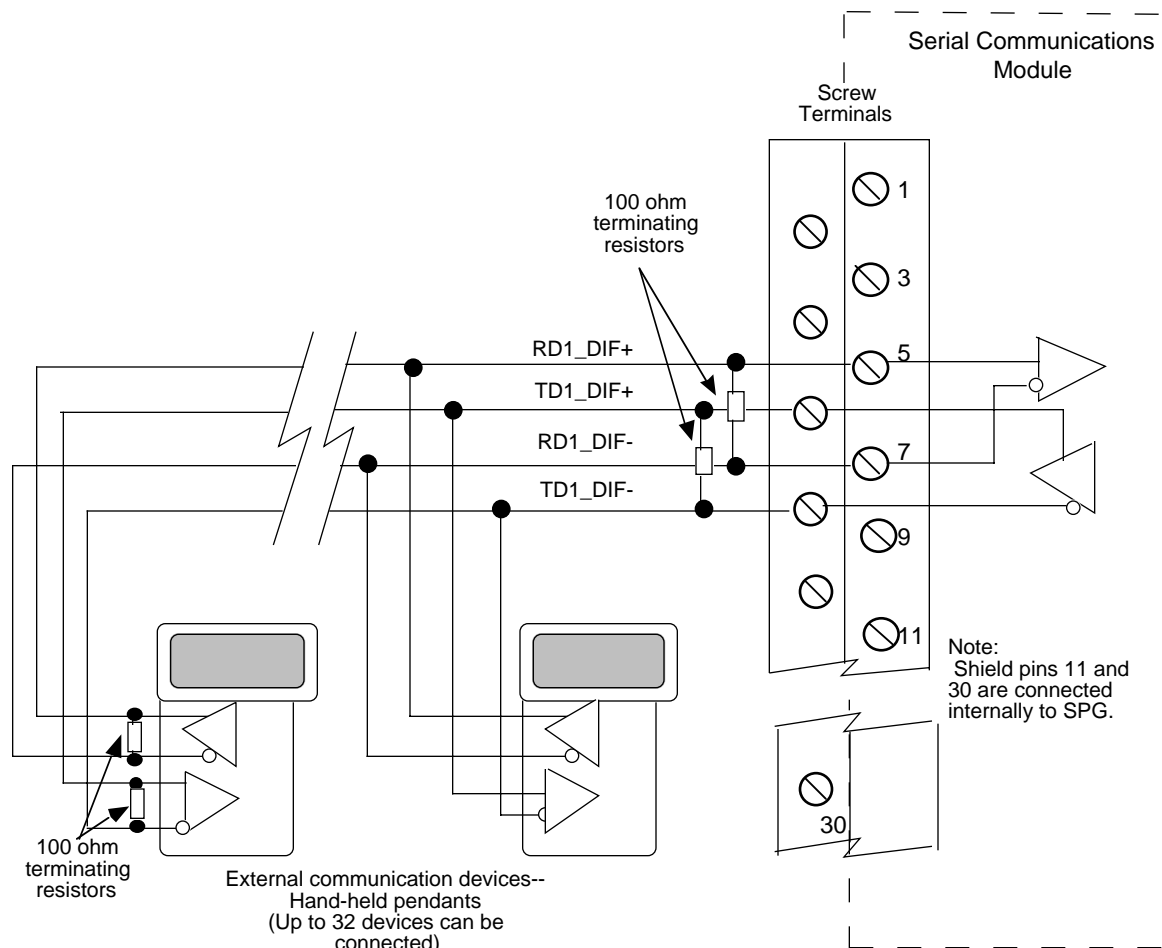 Serial Communications
Module
Screw
Terminals
1
100 ohm
terminating
resistors
3
RD1_DIF+
5
TD1_DIF+
RD1_DIF-
7
TD1_DIF-
9
11
Note:
Shield pins 11 and
30 are connected
internally to SPG.
30
100 ohm
terminating
resistors
External communication devices--
Hand-held pendants
(Up to 32 devices can be
connected)